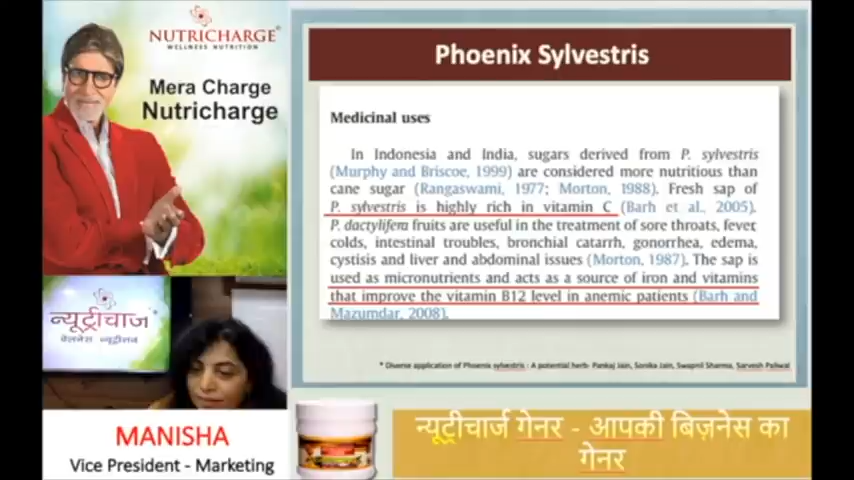 NUTRICHARGE
WELLNESS NUTRITION
Mera Charge
Nutricharge
न्यूट्रीचार्ज
वेलनेस न्यूट्रीशन
MANISHA
Vice President - Marketing
Phoenix Sylvestris
Medicinal uses
In Indonesia and India, sugars derived from P. sylvestris
(Murphy and Briscoe, 1999) are considered more nutritious than
cane sugar (Rangaswami, 1977; Morton, 1988). Fresh sap of
P. sylvestris is highly rich in vitamin C (Barh et al., 2005).
P. dactylifera fruits are useful in the treatment of sore throats, fever,
colds, intestinal troubles, bronchial catarrh, gonorrhea, edema,
cystisis and liver and abdominal issues (Morton, 1987). The sap is
used as micronutrients and acts as a source of iron and vitamins
that improve the vitamin B12 level in anemic patients (Barh and
Mazumdar, 2008).
* Diverse application of Phoenix sylvestris : A potential herb- Pankaj Jain, Sonika Jain, Swapnil Sharma, Sarvesh Paliwal
न्यूट्रीचार्ज गेनर - आपकी बिज़नेस का
गेनर